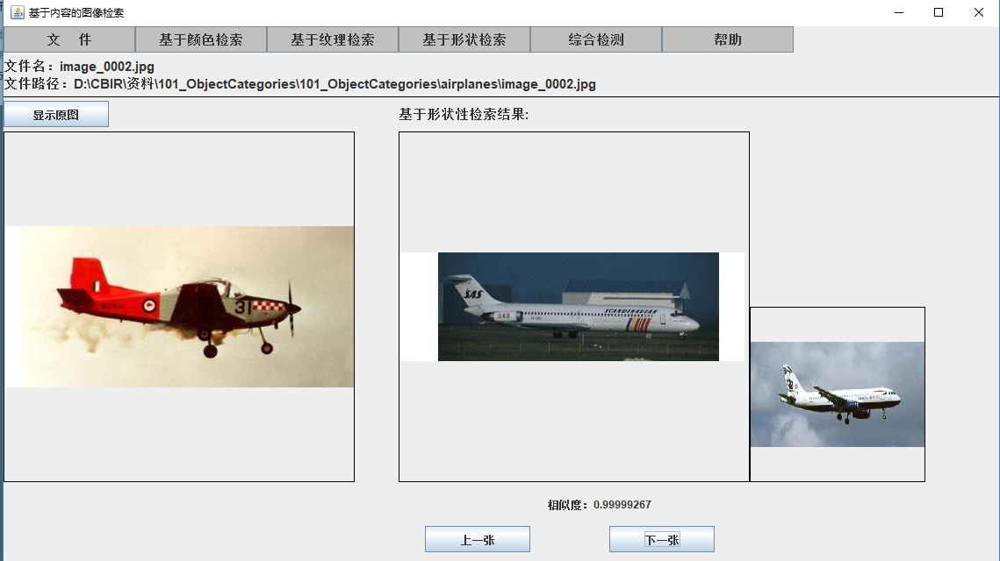 基于内容的图像检索
文 件 基于颜色检索 基于纹理检索 基于形状检索 综合检测 帮助
文件名：image_0002.jpg
文件路径：D:\CBIR\资料\101_ObjectCategories\101_ObjectCategories\airplanes\image_0002.jpg
显示原图
基于形状性检索结果:
31
SAS
SCANDINAVIAN
相似度：0.99999267
上一张 下一张